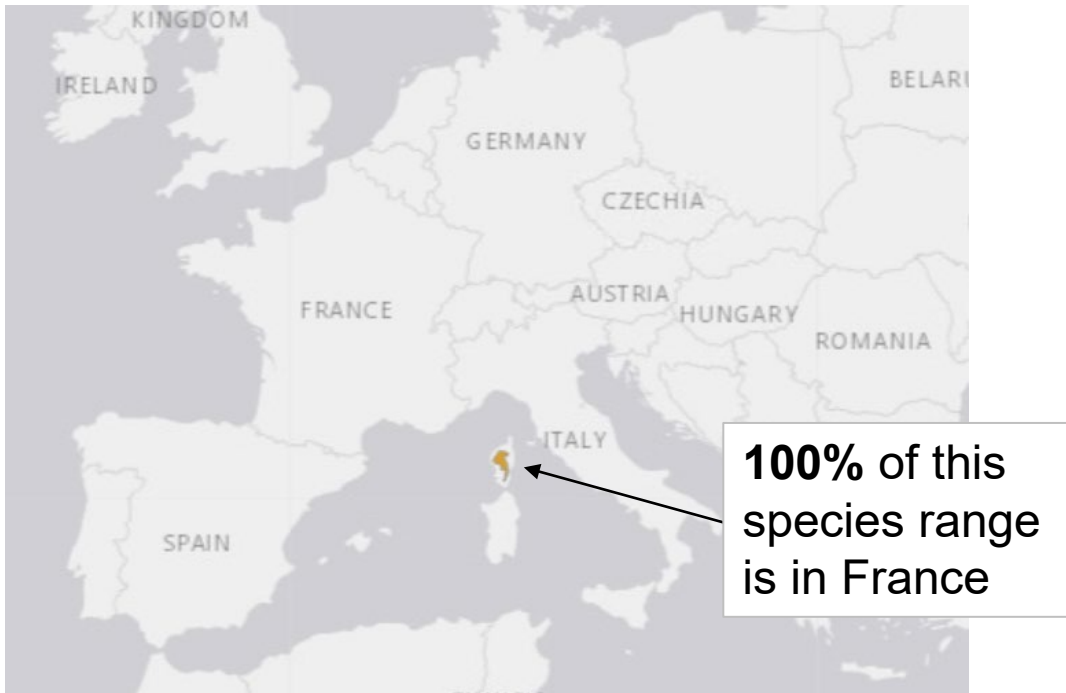 KINGDOM
IRELAND
BELARU
GERMANY
CZECHIA
AUSTRIA
FRANCE
HUNGARY
ROMANIA
ITALY
100% of this
species range
is in France
SPAIN